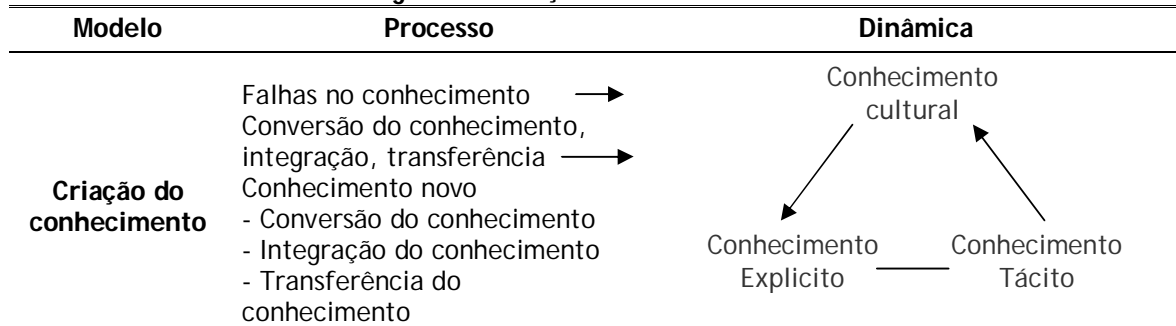 Modelo Processo Dinâmica
Falhas no conhecimento
Conversão do conhecimento,
integração, transferência
Conhecimento novo
- Conversão do conhecimento
- Integração do conhecimento
- Transferência do
conhecimento
Criação do
conhecimento
Conhecimento
cultural
Conhecimento
Explicito
Conhecimento
Tácito